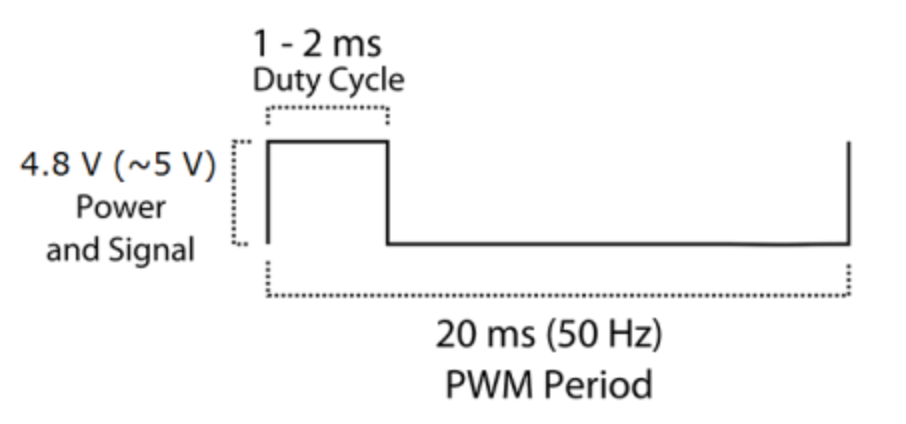 1 - 2 ms
Duty Cycle
4.8 V (~5 V)
Power
and Signal
20 ms (50 Hz)
PWM Period